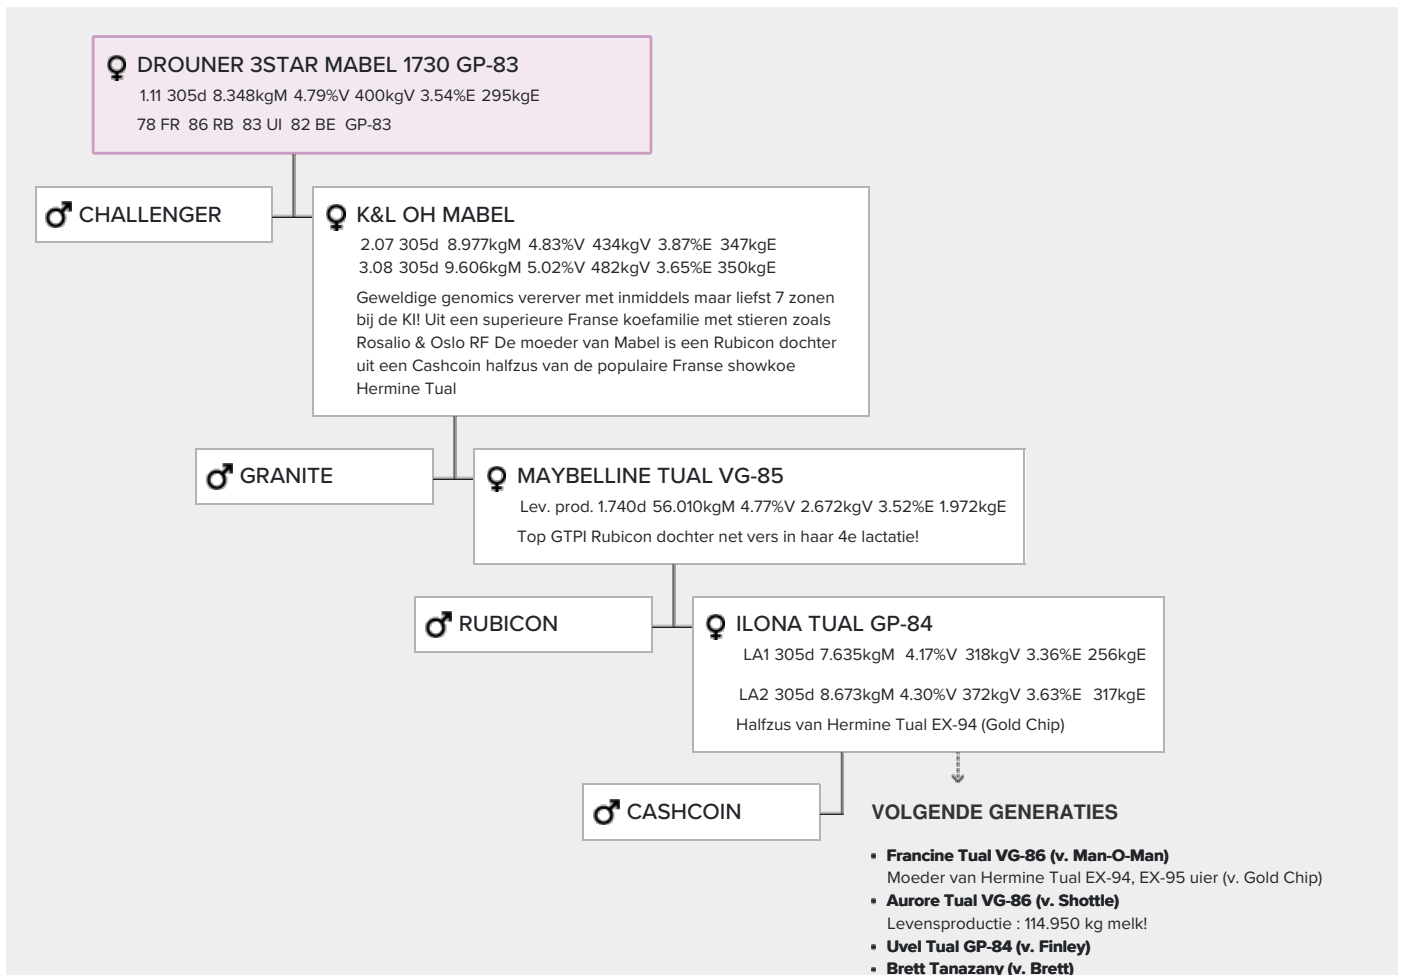 DROUNER 3STAR MABEL 1730 GP-83
1.11 305d 8.348kgM 4.79%V 400kgV 3.54%E 295kgE
78 FR 86 RB 83 UI 82 BE GP-83
CHALLENGER
K&L OH MABEL
2.07 305d 8.977kgM 4.83%V 434kgV 3.87%E 347kgE
3.08 305d 9.606kgM 5.02%V 482kgV 3.65%E 350kgE
Geweldige genomics vererver met inmiddels maar liefst 7 zonen
bij de KI! Uit een superieure Franse koefamilie met stieren zoals
Rosalio & Oslo RF De moeder van Mabel is een Rubicon dochter
uit een Cashcoin halfzus van de populaire Franse showkoe
Hermine Tual
GRANITE
MAYBELLINE TUAL VG-85
Lev. prod. 1.740d 56.010kgM 4.77%V 2.672kgV 3.52%E 1.972kgE
Top GTPI Rubicon dochter net vers in haar 4e lactatie!
RUBICON
ILONA TUAL GP-84
LA1 305d 7.635kgM 4.17%V 318kgV 3.36%E 256kgE
LA2 305d 8.673kgM 4.30%V 372kgV 3.63%E 317kgE
Halfzus van Hermine Tual EX-94 (Gold Chip)
CASHCOIN
VOLGENDE GENERATIES
• Francine Tual VG-86 (v. Man-O-Man)
Moeder van Hermine Tual EX-94, EX-95 uier (v. Gold Chip)
• Aurore Tual VG-86 (v. Shottle)
Levensproductie : 114.950 kg melk!
• Uvel Tual GP-84 (v. Finley)
• Brett Tanazany (v. Brett)